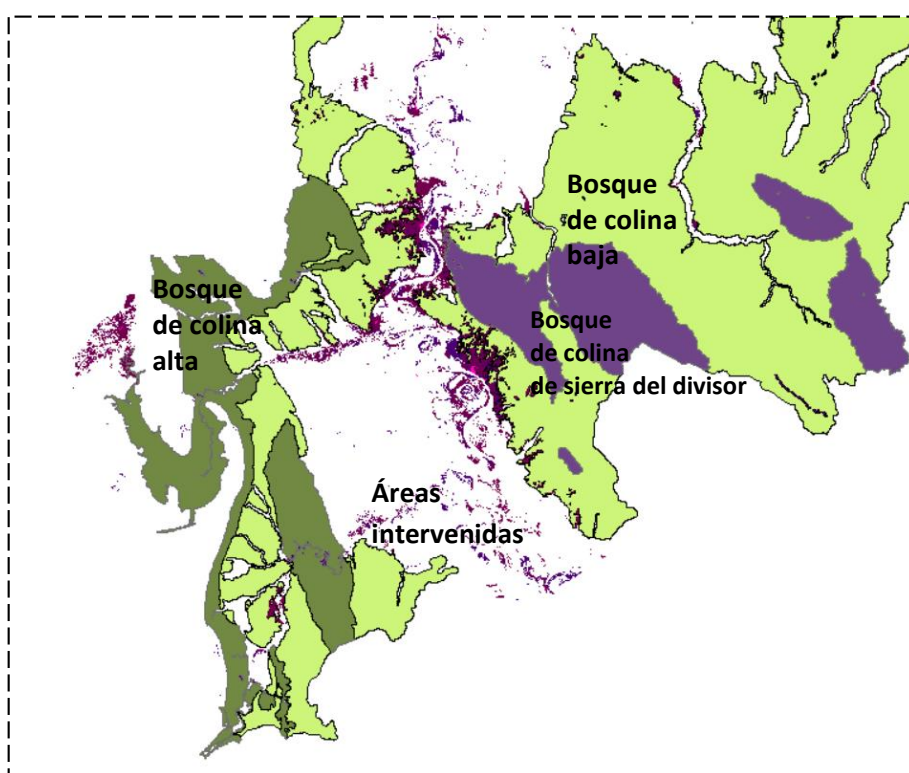 Bosque
de colina
baja
Bosque
de colina
alta
Bosque
de colina
de sierra del divisor
Áreas
intervenidas